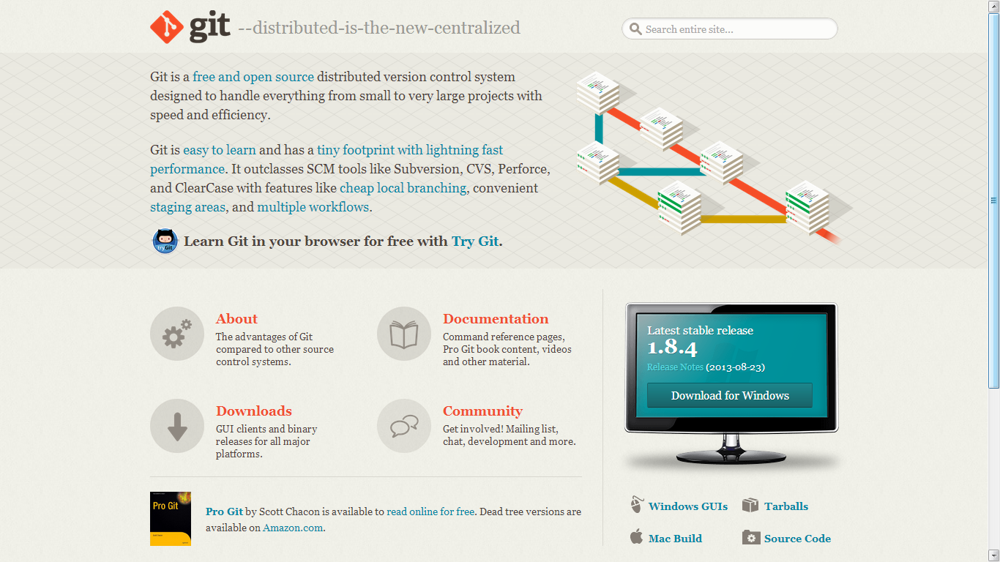 git --distributed-is-the-new-centralized
Search entire site...
Git is a free and open source distributed version control system
designed to handle everything from small to very large projects with
speed and efficiency.
Git is easy to learn and has a tiny footprint with lightning fast
performance. It outclasses SCM tools like Subversion, CVS, Perforce,
and ClearCase with features like cheap local branching, convenient
staging areas, and multiple workflows.
tryGit
Learn Git in your browser for free with Try Git.
About
The advantages of Git
compared to other source
control systems.
Documentation
Command reference pages,
Pro Git book content, videos
and other material.
Downloads
GUI clients and binary
releases for all major
platforms.
Community
Get involved! Mailing list,
chat, development and more.
Pro Git
Pro Git by Scott Chacon is available to read online for free. Dead tree versions are
available on Amazon.com.
Latest stable release
1.8.4
Release Notes (2013-08-23)
Download for Windows
Windows GUIs
Tarballs
Mac Build
Source Code